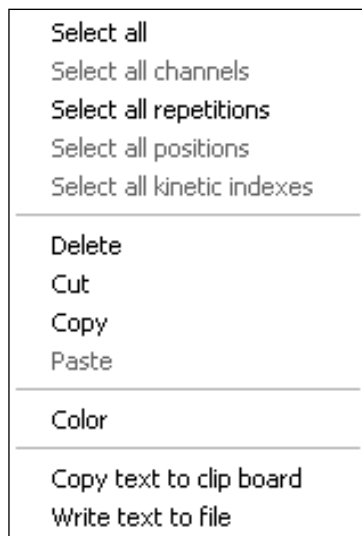 Select all
Select all channels
Select all repetitions
Select all positions
Select all kinetic indexes
Delete
Cut
Copy
Paste
Color
Copy text to clip board
Write text to file